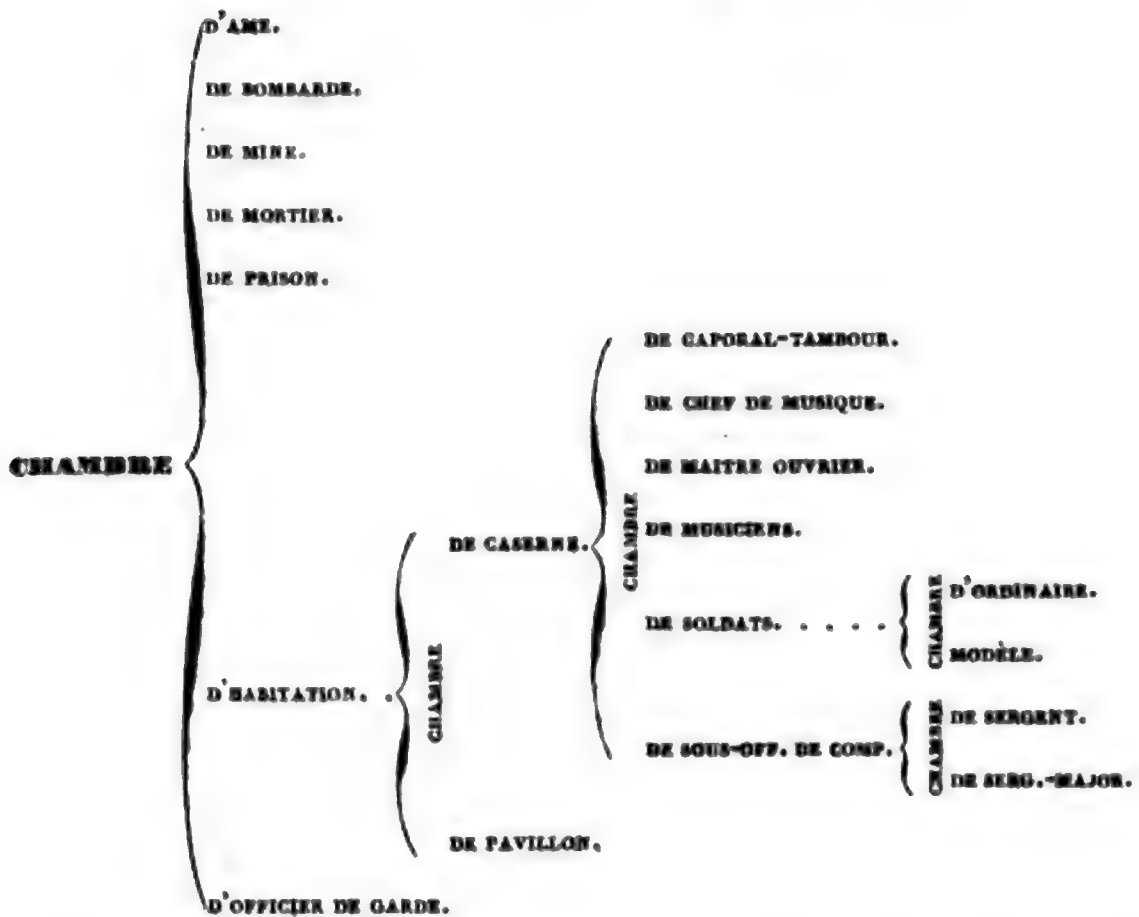 D'AME.
DE BOMBARDE.
DE MINE.
DE MORTIER.
DE PRISON.
CHAMBRE
D'HABITATION. .
CHAMBRE
DE CASERNE.
CHAMBRE
DE CAPORAL-TAMBOUR.
DE CHEF DE MUSIQUE.
DE MAITRE OUVRIER.
DE MUSICIENS.
DE SOLDATS. . . . .
CHAMBRE
D'ORDINAIRE.
MODÈLE.
DE SOUS-OFF. DE COMP.
CHAMBRE
DE SERGENT.
DE SERG.-MAJOR.
DE PAVILLON.
D'OFFICIER DE GARDE.